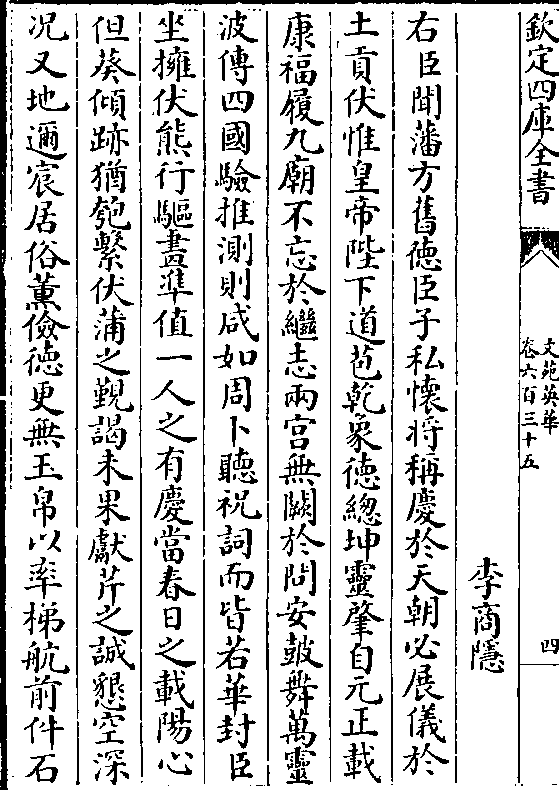 欽定四庫全書
文苑英華
卷六百三十五
四
李商隱
右臣聞藩方舊徳臣子私懐将稱慶於天朝必展儀於
土貢伏惟皇帝陛下道苞乾象徳緫坤靈肇自元正載
康福履九廟不忘於繼志兩宫無闕於問安鼓舞萬靈
波傳四國驗推測則咸如周卜聽祝詞而皆若華封臣
坐擁伏熊行驅畫凖值一人之有慶當春日之載陽心
但葵傾跡猶匏繫伏蒲之覲謁未果獻芹之誠懇空深
况又地邇宸居俗薫儉徳更無玉帛以率梯航前件石